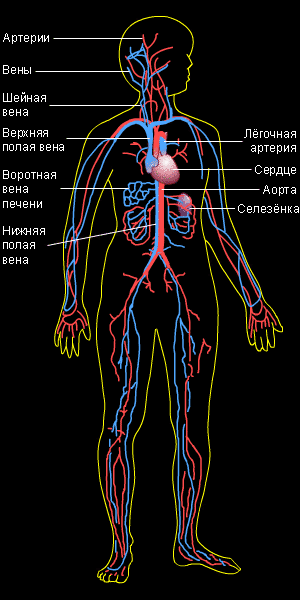 Артерии
Вены
Шейная
вена
Верхняя
полая вена
Воротная
вена
печени
Нижняя
полая
вена
Лёгочная
артерия
Сердце
Аорта
Селезёнка